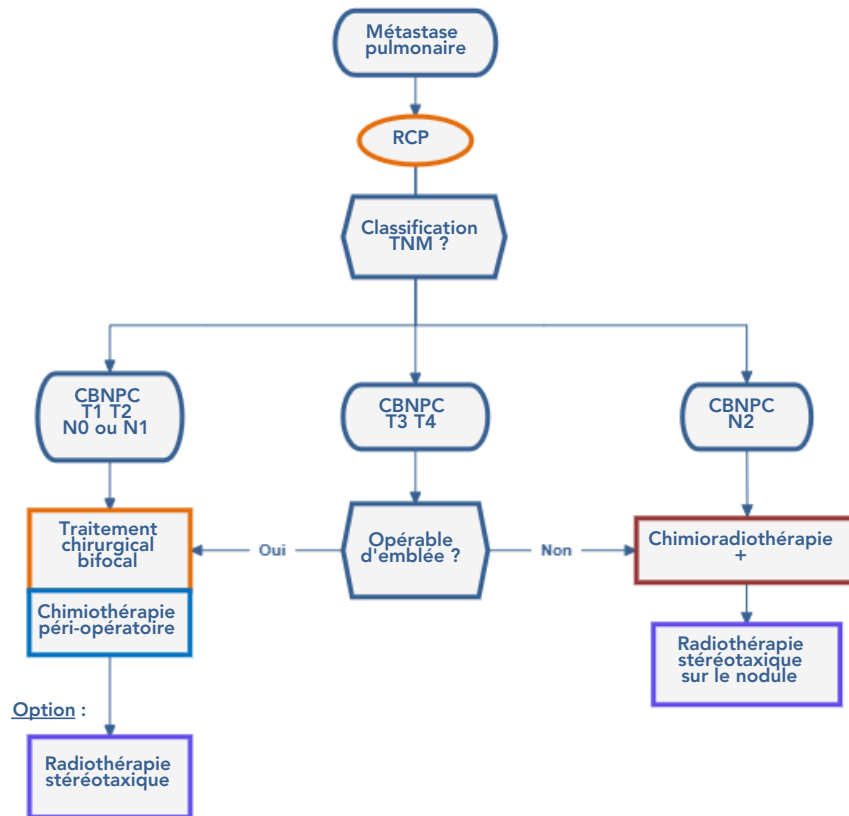 Métastase
pulmonaire
RCP
Classification
TNM ?
CBNPC
T1 T2
N0 ou N1
CBNPC
T3 T4
CBNPC
N2
Traitement
chirurgical
bifocal
Oui
Opérable
d'emblée ?
Non
Chimioradiothérapie
+
Chimiothérapie
péri-opératoire
Radiothérapie
stéréotaxique
sur le nodule
Option :
Radiothérapie
stéréotaxique